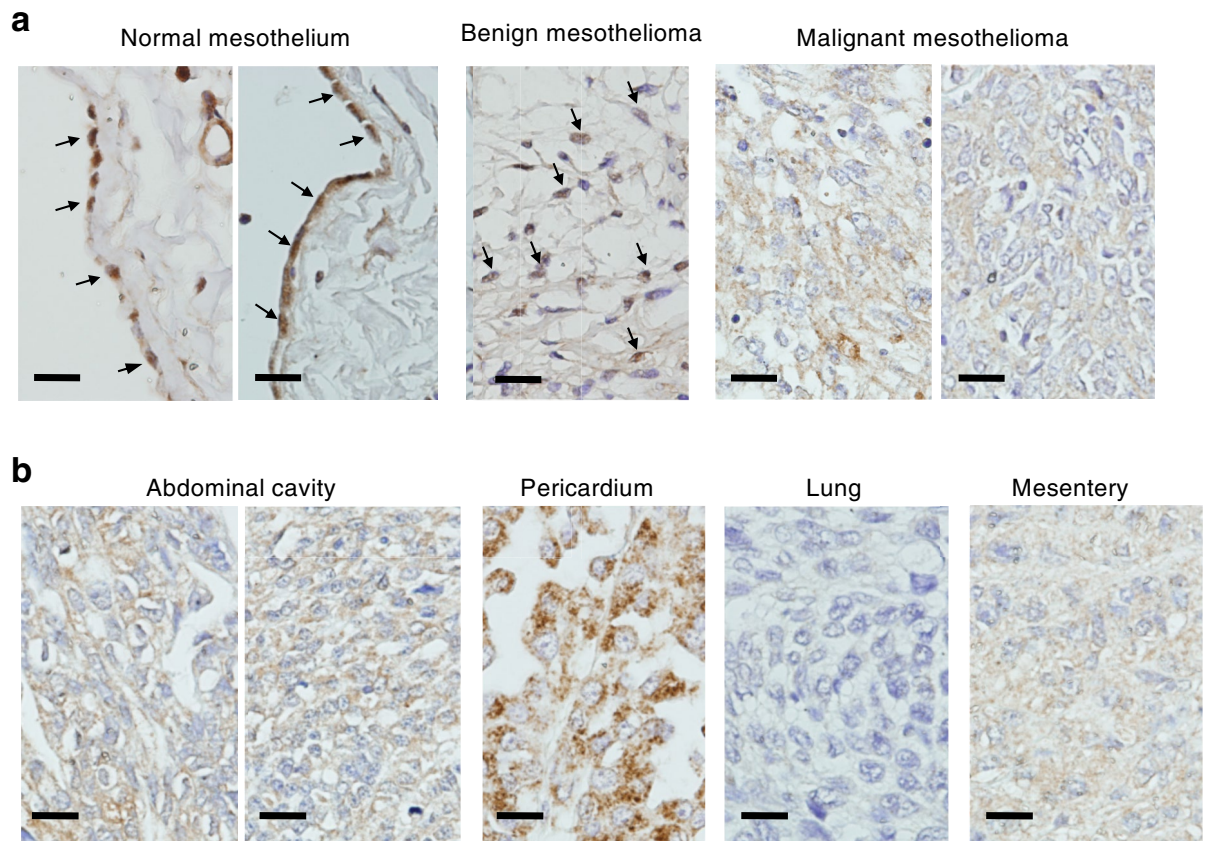 a
Normal mesothelium
Benign mesothelioma
Malignant mesothelioma
b
Abdominal cavity
Pericardium
Lung
Mesentery